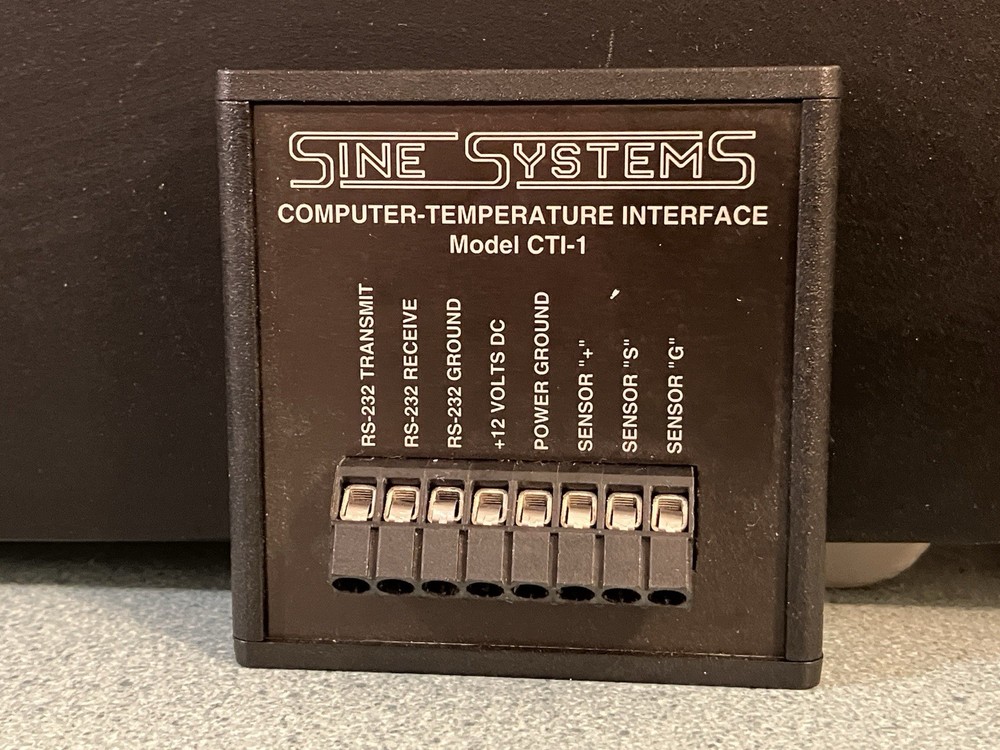 SINE SYSTEMS
COMPUTER-TEMPERATURE INTERFACE
Model CTI-1
RS-232 TRANSMIT
RS-232 RECEIVE
RS-232 GROUND
+12 VOLTS DC
POWER GROUND
SENSOR "+"
SENSOR "S"
SENSOR "G"